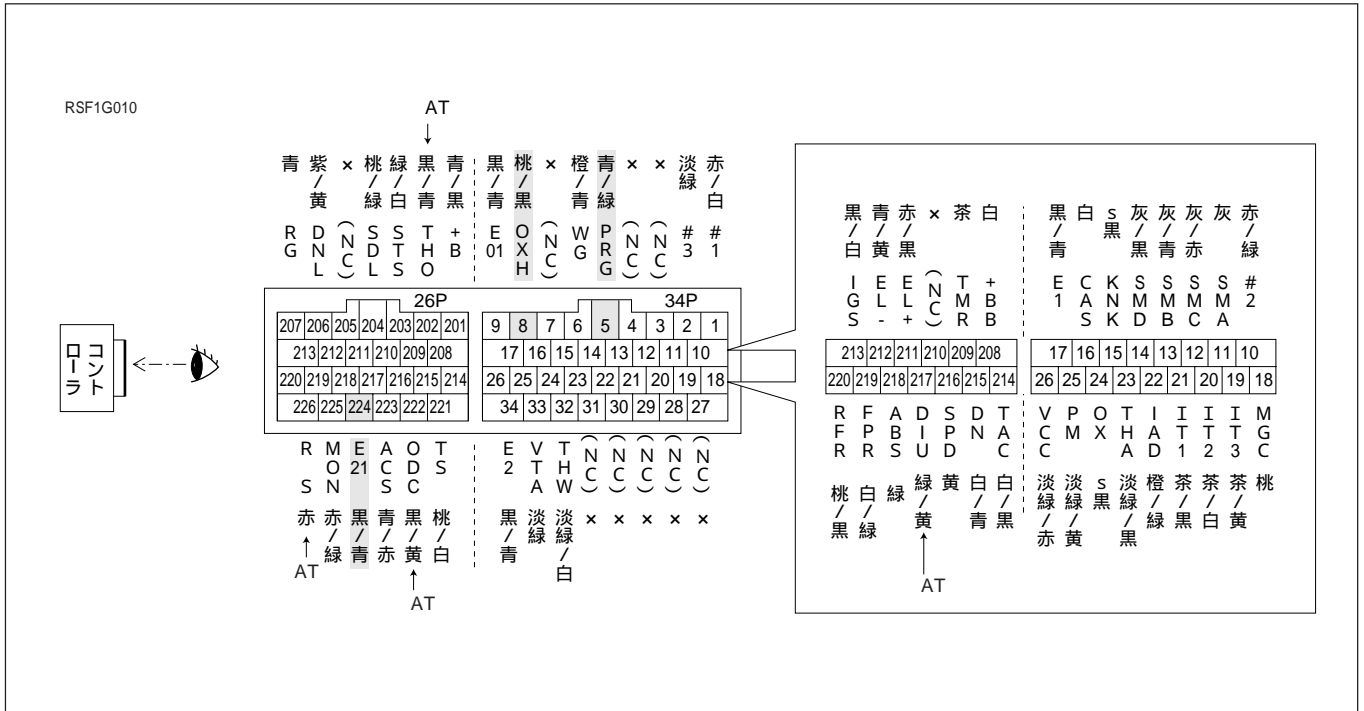 RSF1G010
AT
↓
青 紫/黄 × 桃/緑 緑/白 黒/青 青/黒 黒/青 桃/黒 × 橙/青 青/緑 × × 淡緑 赤/白
RG DNL (NC) SDL STS THO +B E01 OXH (NC) WG PRG (NC) (NC) #3 #1
26P 34P
207 206 205 204 203 202 201 9 8 7 6 5 4 3 2 1
213 212 211 210 209 208 17 16 15 14 13 12 11 10
220 219 218 217 216 215 214 26 25 24 23 22 21 20 19 18
226 225 224 223 222 221 34 33 32 31 30 29 28 27
RS MON E21 ACS ODC TS E2 VTA THW (NC) (NC) (NC) (NC) (NC)
赤 赤/緑 黒/青 青/赤 黒/黄 桃/白 黒/青 淡緑 淡緑/白 × × × × ×
↑ ↑
AT AT
コントローラ
黒/白 青/黄 赤/黒 × 茶 白 黒/青 白 s黒 灰/黒 灰/青 灰/赤 灰 赤/緑
IGS EL- EL+ (NC) TMR +BB E1 CAS KNK SMD SMB SMC SMA #2
213 212 211 210 209 208 17 16 15 14 13 12 11 10
220 219 218 217 216 215 214 26 25 24 23 22 21 20 19 18
RFR FPR ABS DIU SPD DN TAC VCC PM OX THA IAD IT1 IT2 IT3 MGC
桃/黒 白/緑 緑 緑/黄 黄 白/青 白/黒 淡緑/赤 淡緑/黄 s黒 淡緑/黒 橙/緑 茶/黒 茶/白 茶/黄 桃
↑
AT